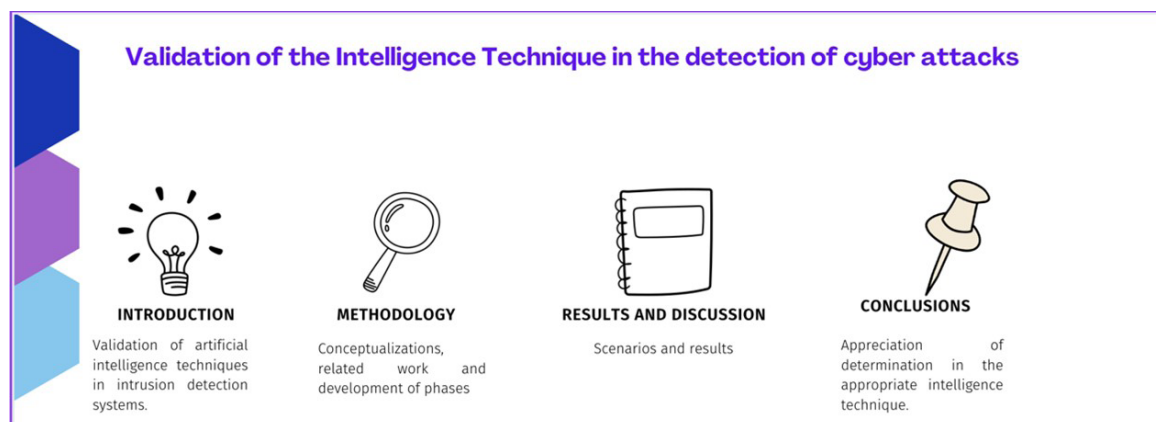 Validation of the Intelligence Technique in the detection of cyber attacks
INTRODUCTION
Validation of artificial
intelligence techniques
in intrusion detection
systems.
METHODOLOGY
Conceptualizations,
related work and
development of phases
RESULTS AND DISCUSSION
Scenarios and results
CONCLUSIONS
Appreciation of
determination in the
appropriate intelligence
technique.